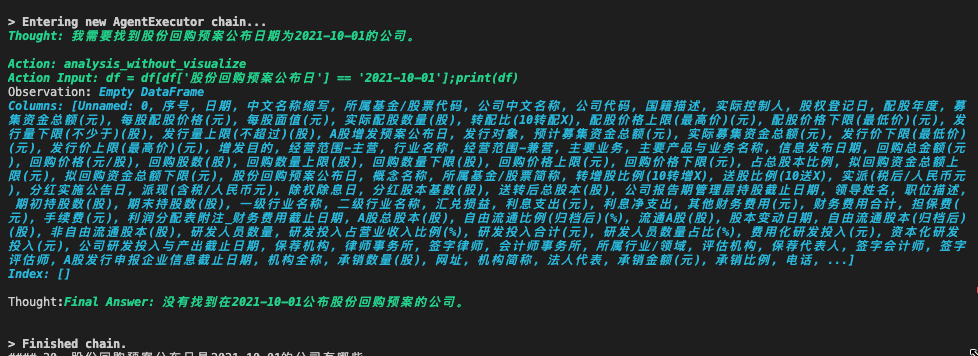 > Entering new AgentExecutor chain...
Thought: 我需要找到股份回购预案公布日期为2021-10-01的公司。
Action: analysis_without_visualize
Action Input: df = df[df['股份回购预案公布日'] == '2021-10-01'];print(df)
Observation: Empty DataFrame
Columns: [Unnamed: 0, 序号, 日期, 中文名称缩写, 所属基金/股票代码, 公司中文名称, 公司代码, 国籍描述, 实际控制人, 股权登记日, 配股年度, 募
集资金总额(元), 每股配股价格(元), 每股面值(元), 实际配股数量(股), 转配比(10转配X), 配股价格上限(最高价)(元), 配股价格下限(最低价)(元), 发
行量下限(不少于)(股), 发行量上限(不超过)(股), A股增发预案公布日, 发行对象, 预计募集资金总额(元), 实际募集资金总额(元), 发行价下限(最低价)
(元), 发行价上限(最高价)(元), 增发目的, 经营范围-主营, 行业名称, 经营范围-兼营, 主要业务, 主要产品与业务名称, 信息发布日期, 回购总金额(元
), 回购价格(元/股), 回购股数(股), 回购数量上限(股), 回购数量下限(股), 回购价格上限(元), 回购价格下限(元), 占总股本比例, 拟回购资金总额上
限(元), 拟回购资金总额下限(元), 股份回购预案公布日, 概念名称, 所属基金/股票简称, 转增股比例(10转增X), 送股比例(10送X), 实派(税后/人民币元
), 分红实施公告日, 派现(含税/人民币元), 除权除息日, 分红股本基数(股), 送转后总股本(股), 公司报告期管理层持股截止日期, 领导姓名, 职位描述,
期初持股数(股), 期末持股数(股), 一级行业名称, 二级行业名称, 汇兑损益, 利息支出(元), 利息净支出, 其他财务费用(元), 财务费用合计, 担保费(
元), 手续费(元), 利润分配表附注_财务费用截止日期, A股总股本(股), 自由流通比例(归档后)(%), 流通A股(股), 股本变动日期, 自由流通股本(归档后)
(股), 非自由流通股本(股), 研发人员数量, 研发投入占营业收入比例(%), 研发投入合计(元), 研发人员数量占比(%), 费用化研发投入(元), 资本化研发
投入(元), 公司研发投入与产出截止日期, 保荐机构, 律师事务所, 签字律师, 会计师事务所, 所属行业/领域, 评估机构, 保荐代表人, 签字会计师, 签字
评估师, A股发行申报企业信息截止日期, 机构全称, 承销数量(股), 网址, 机构简称, 法人代表, 承销金额(元), 承销比例, 电话, ...]
Index: []
Thought:Final Answer: 没有找到在2021-10-01公布股份回购预案的公司。
> Finished chain.